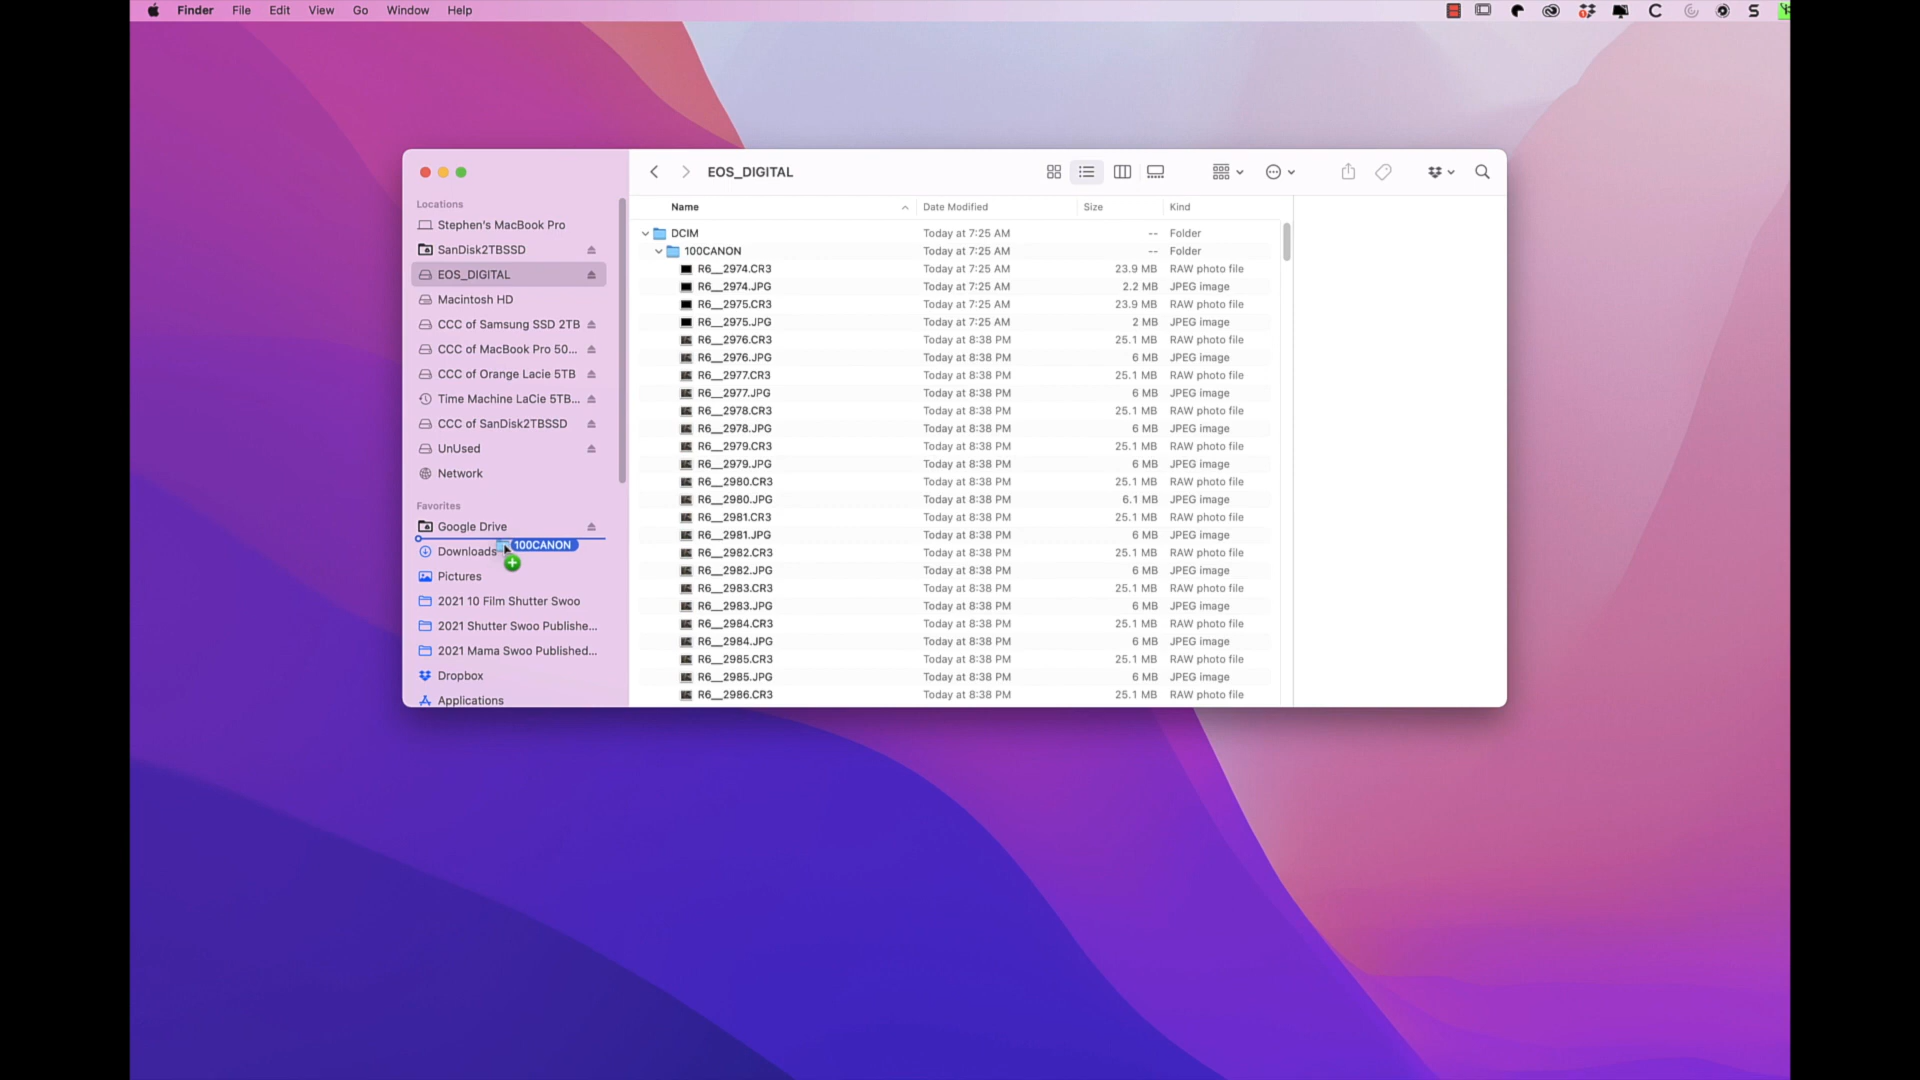 Finder File Edit View Go Window Help
EOS_DIGITAL
Locations
Stephen's MacBook Pro
SanDisk2TBSSD
EOS_DIGITAL
Macintosh HD
CCC of Samsung SSD 2TB
CCC of MacBook Pro 50...
CCC of Orange Lacie 5TB
Time Machine LaCie 5TB...
CCC of SanDisk2TBSSD
UnUsed
Network
Favorites
Google Drive
100CANON
Downloads
Pictures
2021 10 Film Shutter Swoo
2021 Shutter Swoo Publishe...
2021 Mama Swoo Published...
Dropbox
Applications
Name Date Modified Size Kind
DCIM Today at 7:25 AM -- Folder
100CANON Today at 7:25 AM -- Folder
R6__2974.CR3 Today at 7:25 AM 23.9 MB RAW photo file
R6__2974.JPG Today at 7:25 AM 2.2 MB JPEG image
R6__2975.CR3 Today at 7:25 AM 23.9 MB RAW photo file
R6__2975.JPG Today at 7:25 AM 2 MB JPEG image
R6__2976.CR3 Today at 8:38 PM 25.1 MB RAW photo file
R6__2976.JPG Today at 8:38 PM 6 MB JPEG image
R6__2977.CR3 Today at 8:38 PM 25.1 MB RAW photo file
R6__2977.JPG Today at 8:38 PM 6 MB JPEG image
R6__2978.CR3 Today at 8:38 PM 25.1 MB RAW photo file
R6__2978.JPG Today at 8:38 PM 6 MB JPEG image
R6__2979.CR3 Today at 8:38 PM 25.1 MB RAW photo file
R6__2979.JPG Today at 8:38 PM 6 MB JPEG image
R6__2980.CR3 Today at 8:38 PM 25.1 MB RAW photo file
R6__2980.JPG Today at 8:38 PM 6.1 MB JPEG image
R6__2981.CR3 Today at 8:38 PM 25.1 MB RAW photo file
R6__2981.JPG Today at 8:38 PM 6 MB JPEG image
R6__2982.CR3 Today at 8:38 PM 25.1 MB RAW photo file
R6__2982.JPG Today at 8:38 PM 6 MB JPEG image
R6__2983.CR3 Today at 8:38 PM 25.1 MB RAW photo file
R6__2983.JPG Today at 8:38 PM 6 MB JPEG image
R6__2984.CR3 Today at 8:38 PM 25.1 MB RAW photo file
R6__2984.JPG Today at 8:38 PM 6 MB JPEG image
R6__2985.CR3 Today at 8:38 PM 25.1 MB RAW photo file
R6__2985.JPG Today at 8:38 PM 6 MB JPEG image
R6__2986.CR3 Today at 8:38 PM 25.1 MB RAW photo file